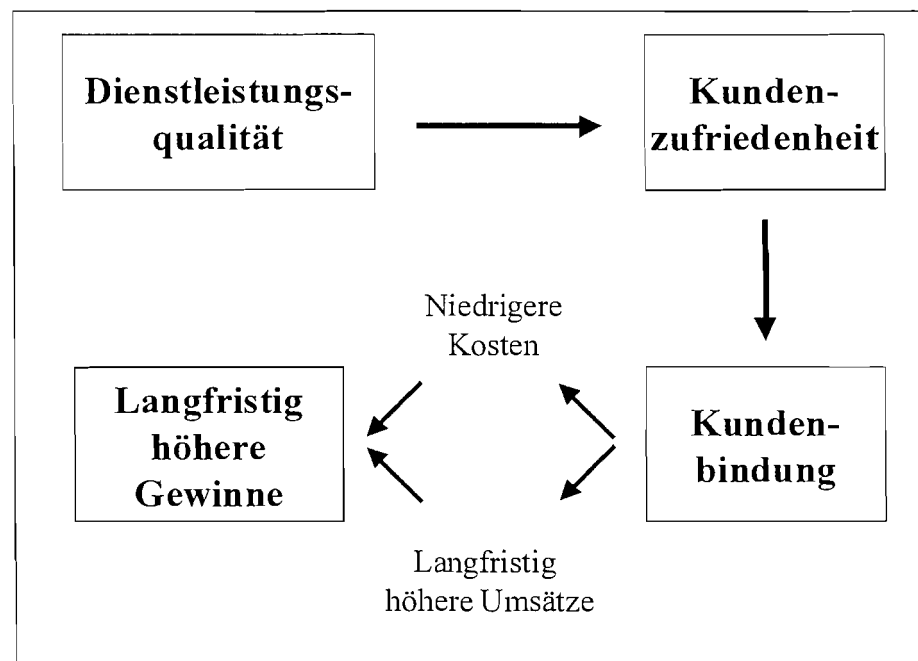 Dienstleistungs-
qualität
Kunden-
zufriedenheit
Niedrigere
Kosten
Langfristig
höhere
Gewinne
Kunden-
bindung
Langfristig
höhere Umsätze